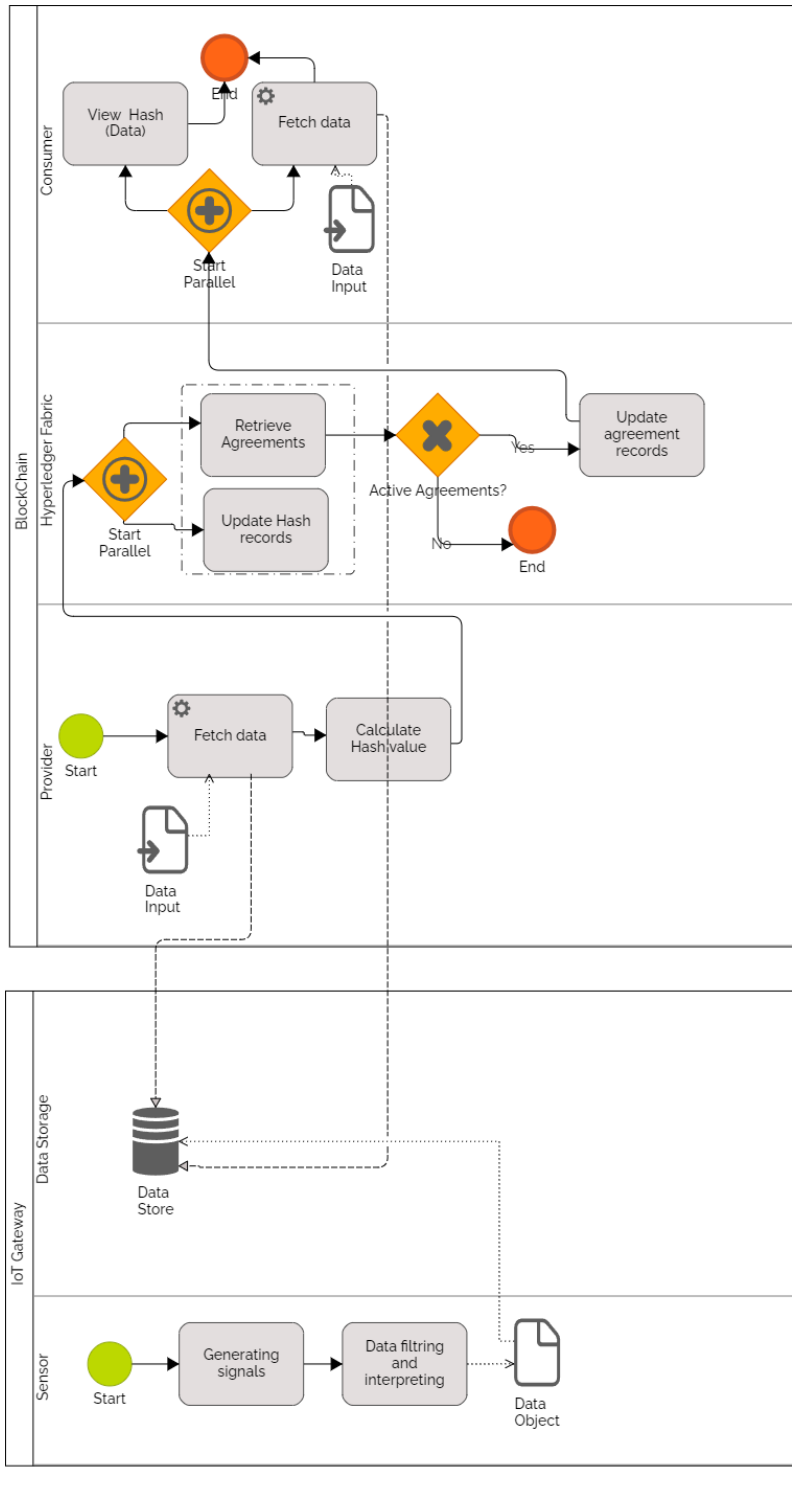 BlockChain
Consumer
End
View Hash
(Data)
Fetch data
Start
Parallel
Data
Input
Hyperledger Fabric
Retrieve
Agreements
Update
agreement
records
Yes
Active Agreements?
Update Hash
records
Start
Parallel
No
End
Provider
Start
Fetch data
Calculate
Hash value
Data
Input
IoT Gateway
Data Storage
Data
Store
Sensor
Start
Generating
signals
Data filtring
and
interpreting
Data
Object